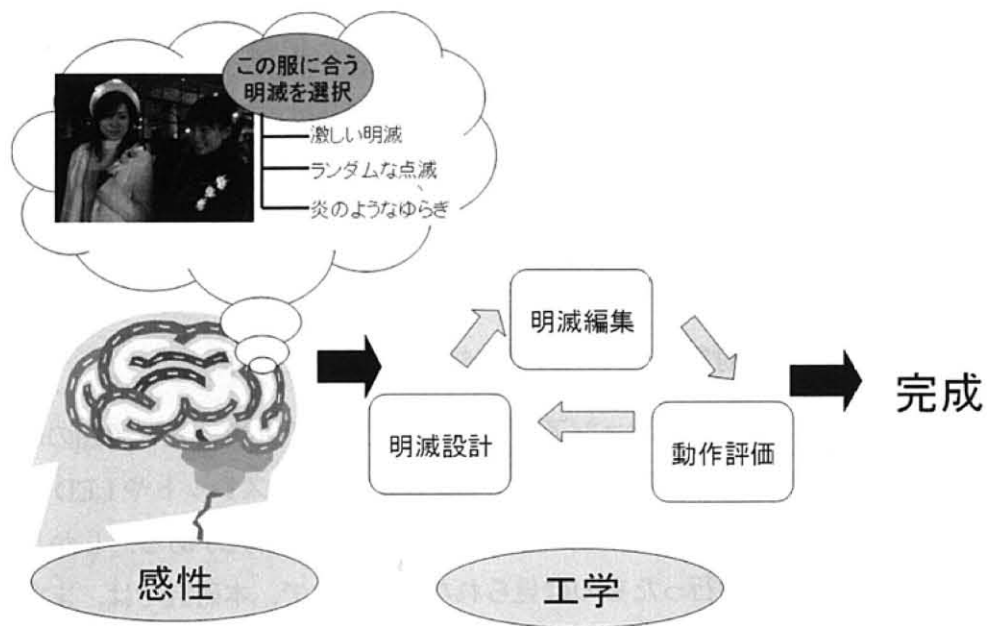 この服に合う
明滅を選択
激しい明滅
ランダムな点滅
炎のようなゆらぎ
明滅編集
明滅設計
動作評価
完成
感性
工学